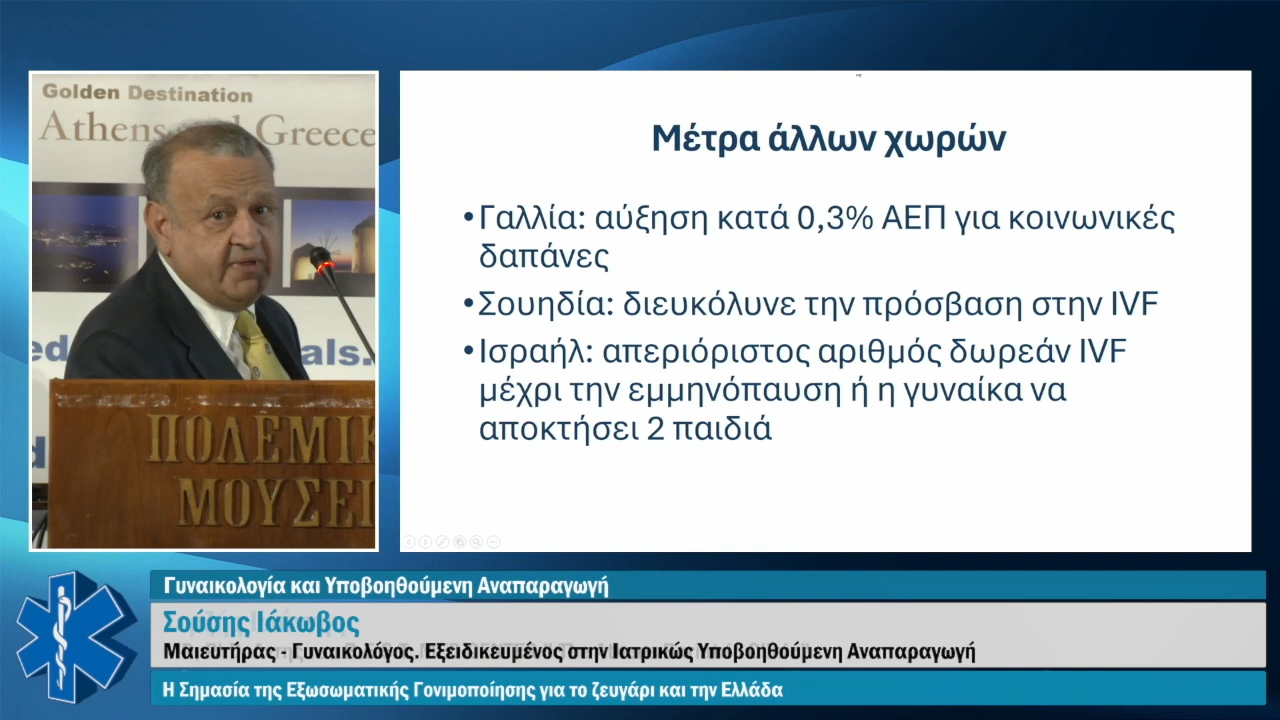 Golden Destination
Athens and Greece
ed
als.
d
ΠΟΛΕΜΙΚ
ΜΟΥΣΕΙ
Μέτρα άλλων χωρών
•Γαλλία: αύξηση κατά 0,3% ΑΕΠ για κοινωνικές
δαπάνες
•Σουηδία: διευκόλυνε την πρόσβαση στην IVF
•Ισραήλ: απεριόριστος αριθμός δωρεάν IVF
μέχρι την εμμηνόπαυση ή η γυναίκα να
αποκτήσει 2 παιδιά
Γυναικολογία και Υποβοηθούμενη Αναπαραγωγή
Σούσης Ιάκωβος
Μαιευτήρας - Γυναικολόγος. Εξειδικευμένος στην Ιατρικώς Υποβοηθούμενη Αναπαραγωγή
Η Σημασία της Εξωσωματικής Γονιμοποίησης για το ζευγάρι και την Ελλάδα